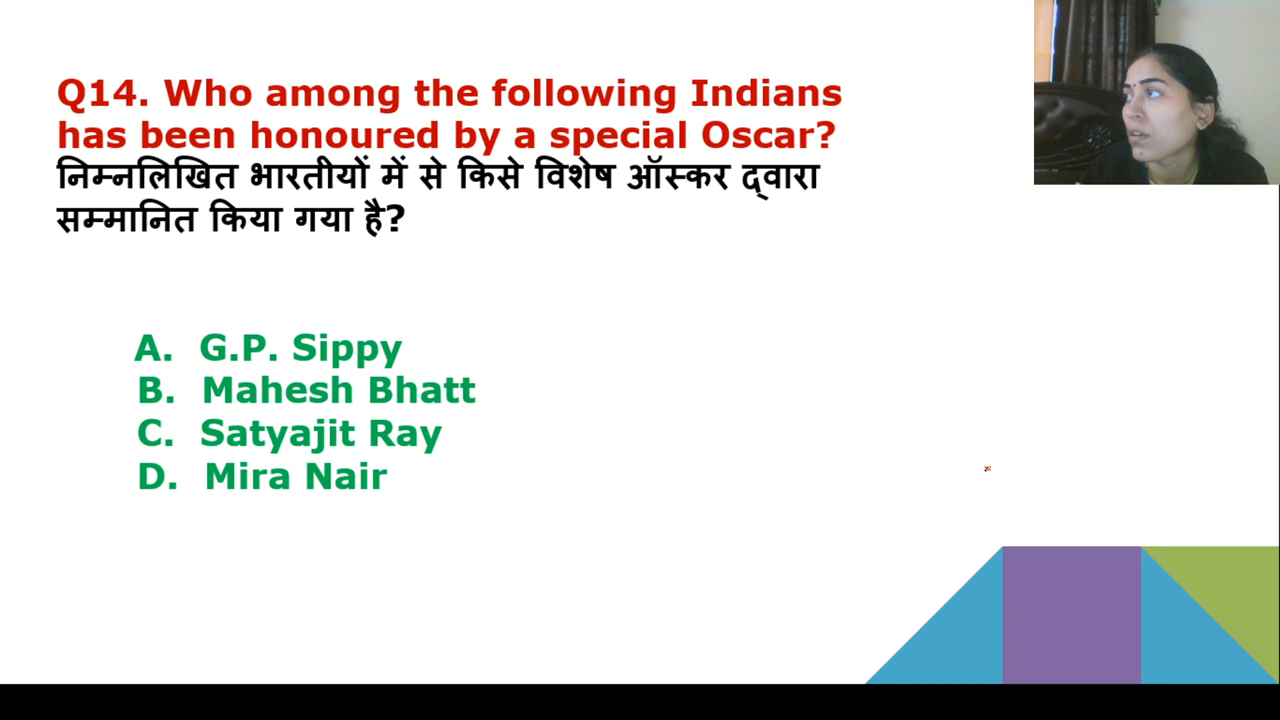 Q14. Who among the following Indians
has been honoured by a special Oscar?
निम्नलिखित भारतीयों में से किसे विशेष ऑस्कर द्वारा
सम्मानित किया गया है?
A. G.P. Sippy
B. Mahesh Bhatt
C. Satyajit Ray
D. Mira Nair